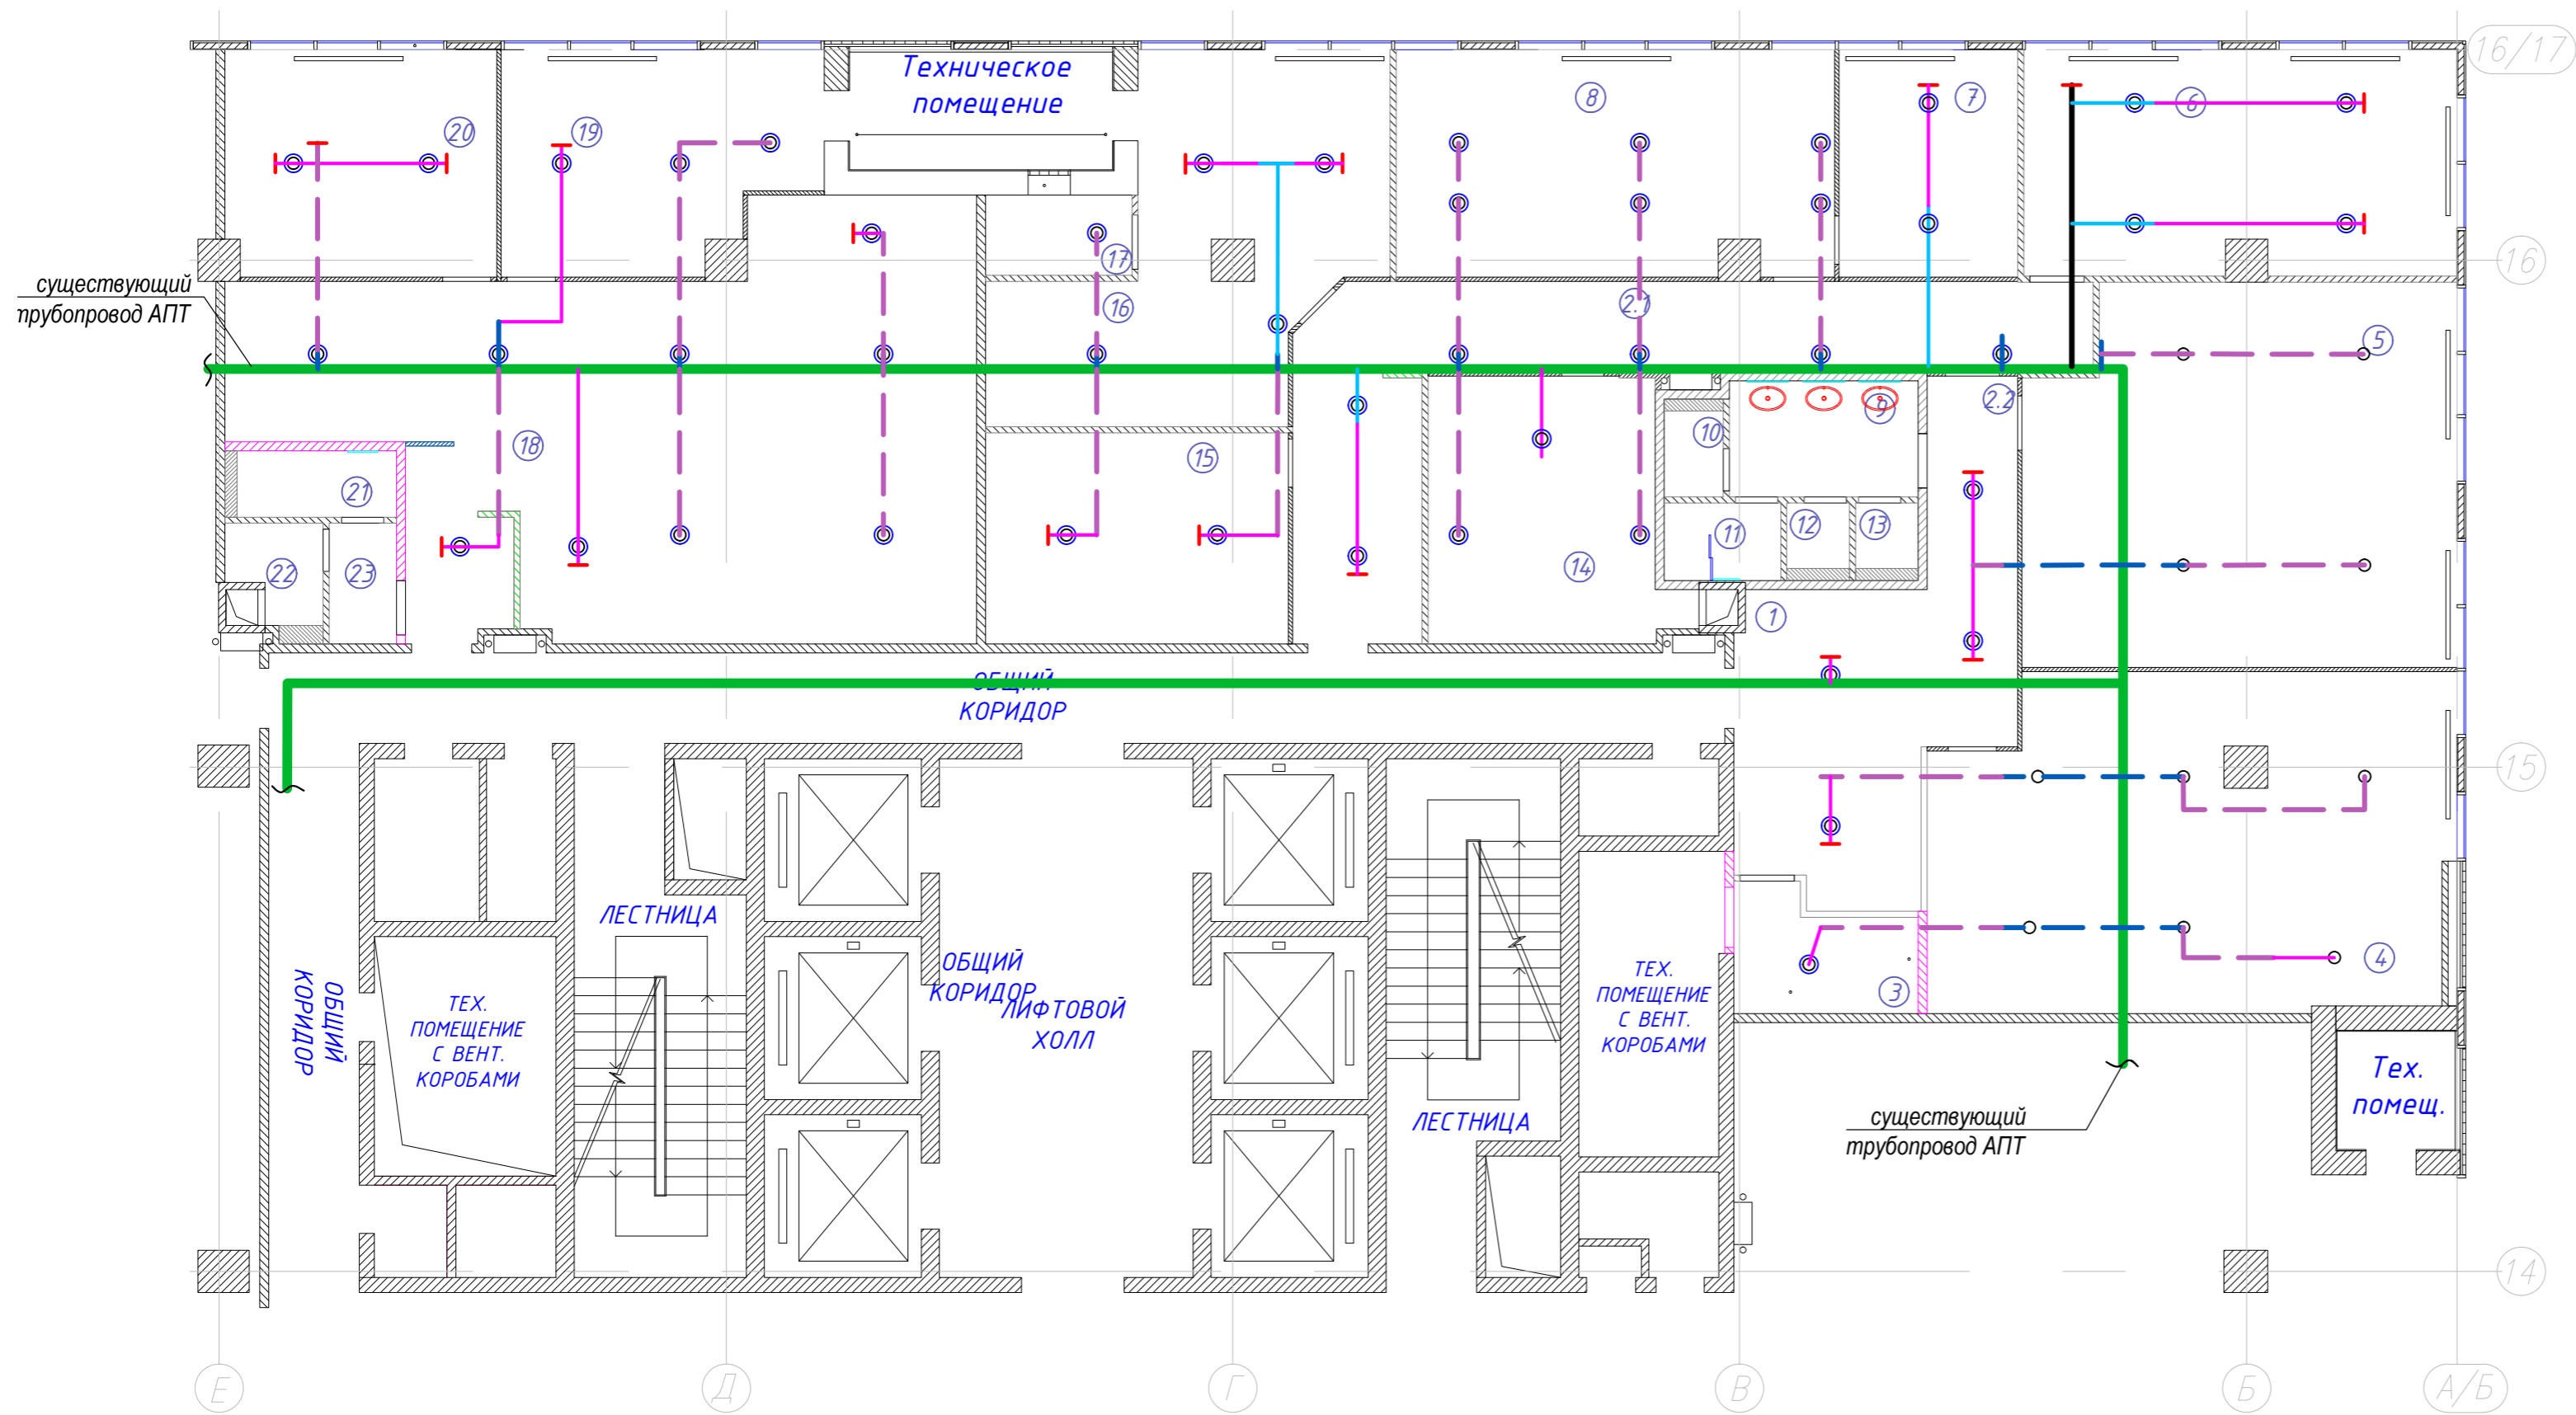 Техническое
помещение
16/17
8
7
6
20
19
17
16
16
существующий
трубопровод АПТ
2.1
5
2.2
9
10
18
15
21
11
12
13
14
22
23
1
ОБЩИЙ
КОРИДОР
15
ЛЕСТНИЦА
ОБЩИЙ
КОРИДОР
ЛИФТОВОЙ
ХОЛЛ
ОБЩИЙ
КОРИДОР
ТЕХ.
ПОМЕЩЕНИЕ
С ВЕНТ.
КОРОБАМИ
ТЕХ.
ПОМЕЩЕНИЕ
С ВЕНТ.
КОРОБАМИ
3
4
ЛЕСТНИЦА
существующий
трубопровод АПТ
Тех.
помещ.
14
Е
Д
Г
В
Б
А/Б